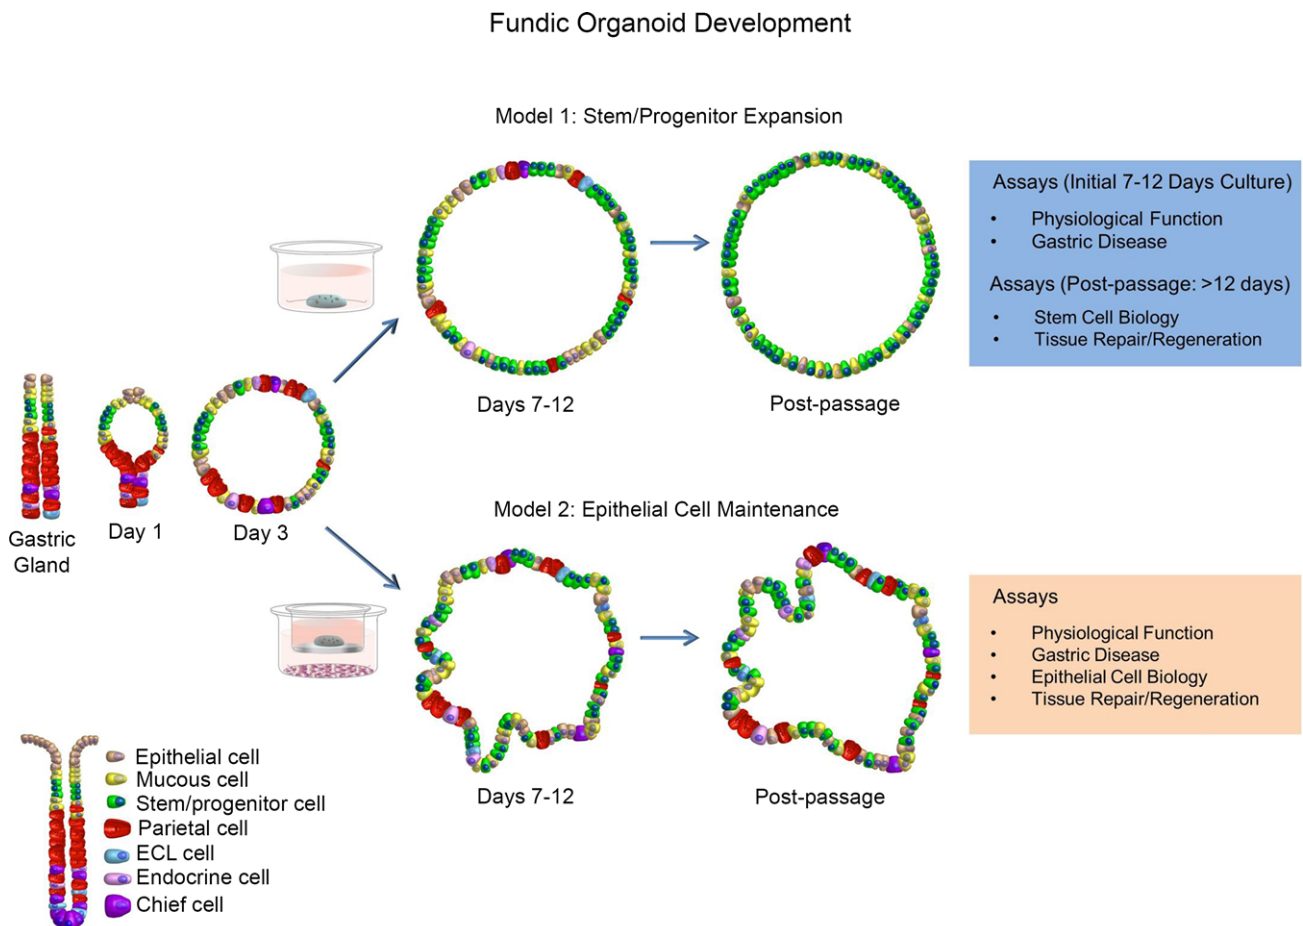 Fundic Organoid Development
Model 1: Stem/Progenitor Expansion
Days 7-12
Post-passage
Assays (Initial 7-12 Days Culture)
• Physiological Function
• Gastric Disease
Assays (Post-passage: >12 days)
• Stem Cell Biology
• Tissue Repair/Regeneration
Gastric
Gland
Day 1
Day 3
Model 2: Epithelial Cell Maintenance
Days 7-12
Post-passage
Assays
• Physiological Function
• Gastric Disease
• Epithelial Cell Biology
• Tissue Repair/Regeneration
Epithelial cell
Mucous cell
Stem/progenitor cell
Parietal cell
ECL cell
Endocrine cell
Chief cell